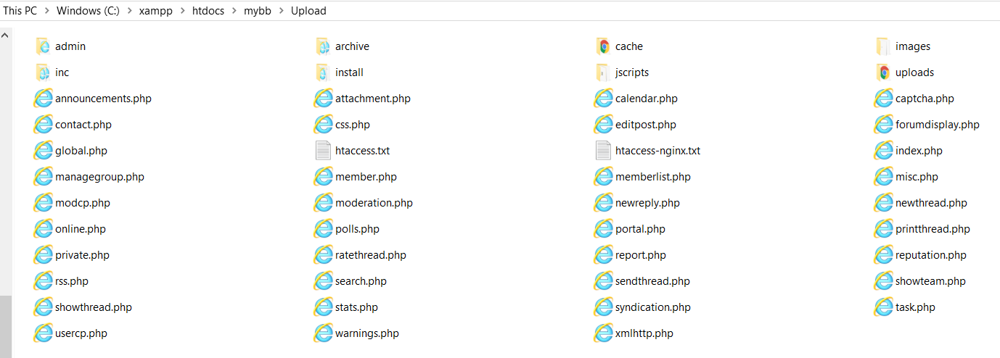 This PC > Windows (C:) > xampp > htdocs > mybb > Upload
admin archive cache images
inc install jscripts uploads
announcements.php attachment.php calendar.php captcha.php
contact.php css.php editpost.php forumdisplay.php
global.php htaccess.txt htaccess-nginx.txt index.php
managegroup.php member.php memberlist.php misc.php
modcp.php moderation.php newreply.php newthread.php
online.php polls.php portal.php printthread.php
private.php ratethread.php report.php reputation.php
rss.php search.php sendthread.php showteam.php
showthread.php stats.php syndication.php task.php
usercp.php warnings.php xmlhttp.php